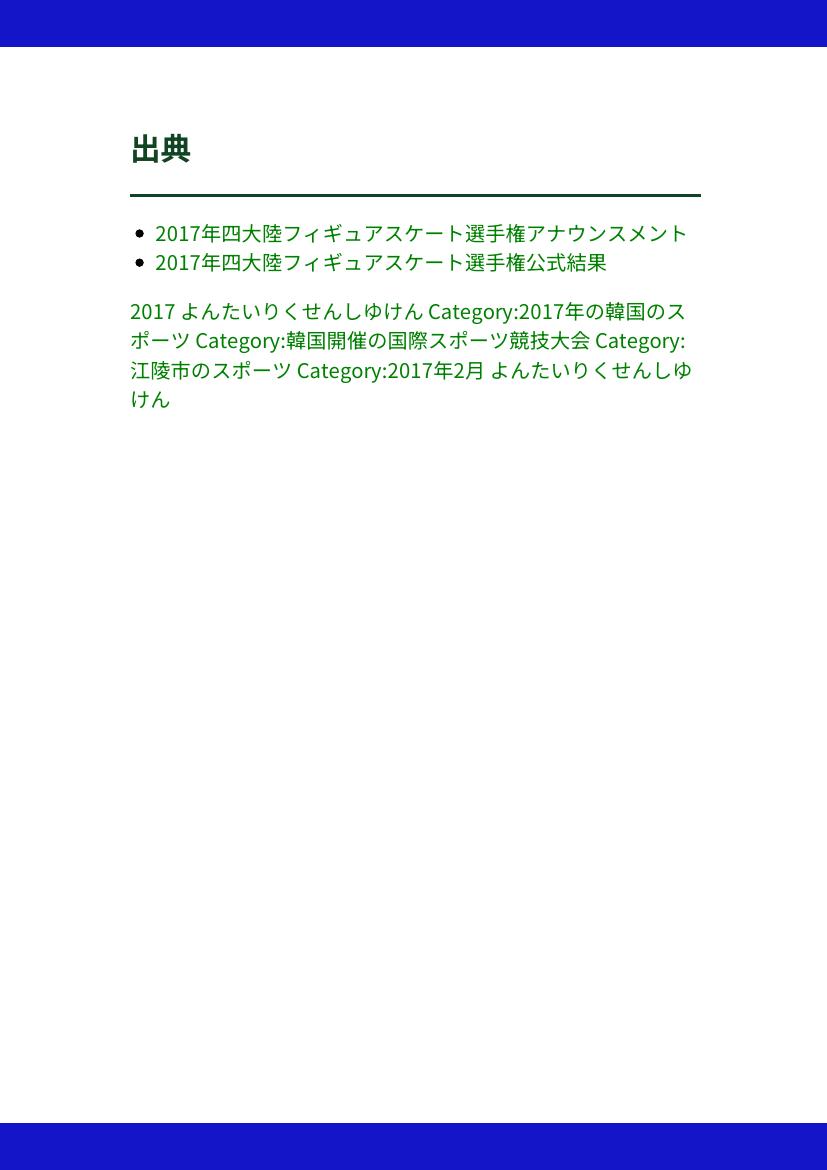 出典
2017年四大陸フィギュアスケート選手権アナウンスメント
2017年四大陸フィギュアスケート選手権公式結果
2017 よんたいりくせんしゆけん Category:2017年の韓国のス
ポーツ Category:韓国開催の国際スポーツ競技大会 Category:
江陵市のスポーツ Category:2017年2月 よんたいりくせんしゆ
けん